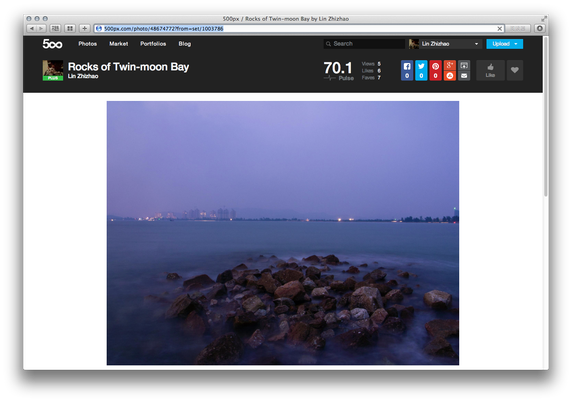 500px / Rocks of Twin-moon Bay by Lin Zhizhao
500px.com/photo/48674772?from=set/1003786
500
Photos
Market
Portfolios
Blog
Search
Lin Zhizhao
Upload
Rocks of Twin-moon Bay
Lin Zhizhao
70.1
Pulse
Views 5
Likes 6
Faves 7
0
0
0
0
Like